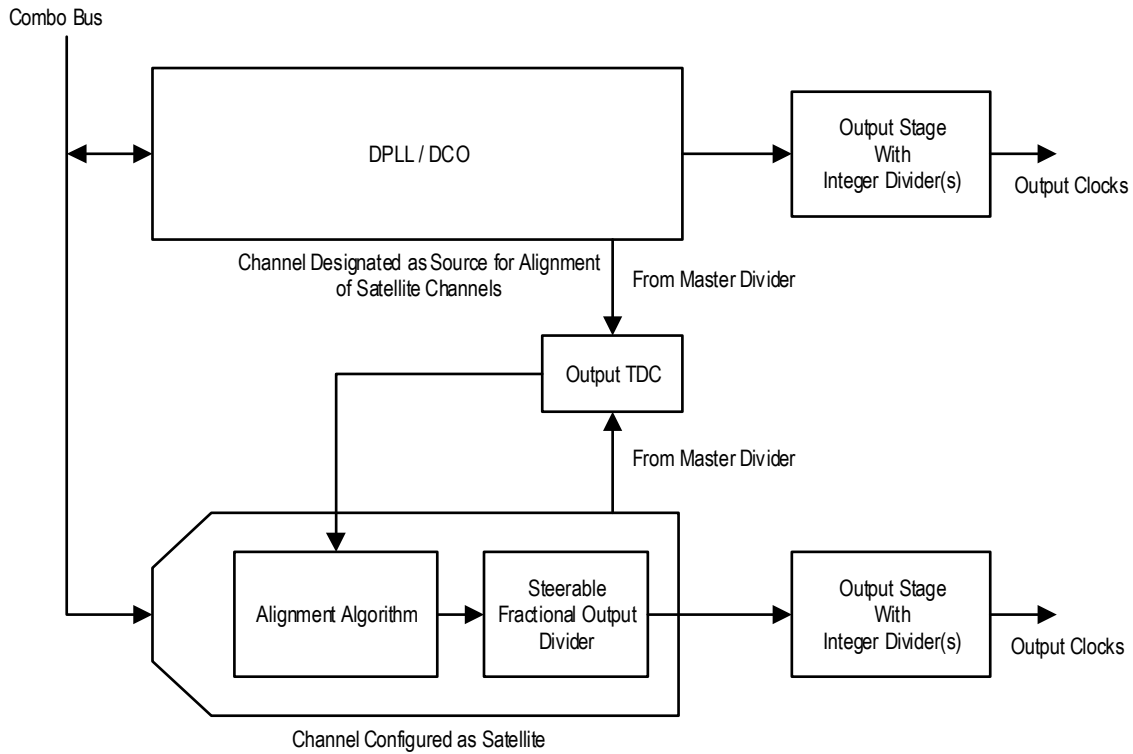 Combo Bus
DPLL / DCO
Output Stage
With
Integer Divider(s)
Output Clocks
Channel Designated as Source for Alignment
of Satellite Channels
From Master Divider
Output TDC
From Master Divider
Alignment Algorithm
Steerable
Fractional Output
Divider
Output Stage
With
Integer Divider(s)
Output Clocks
Channel Configured as Satellite